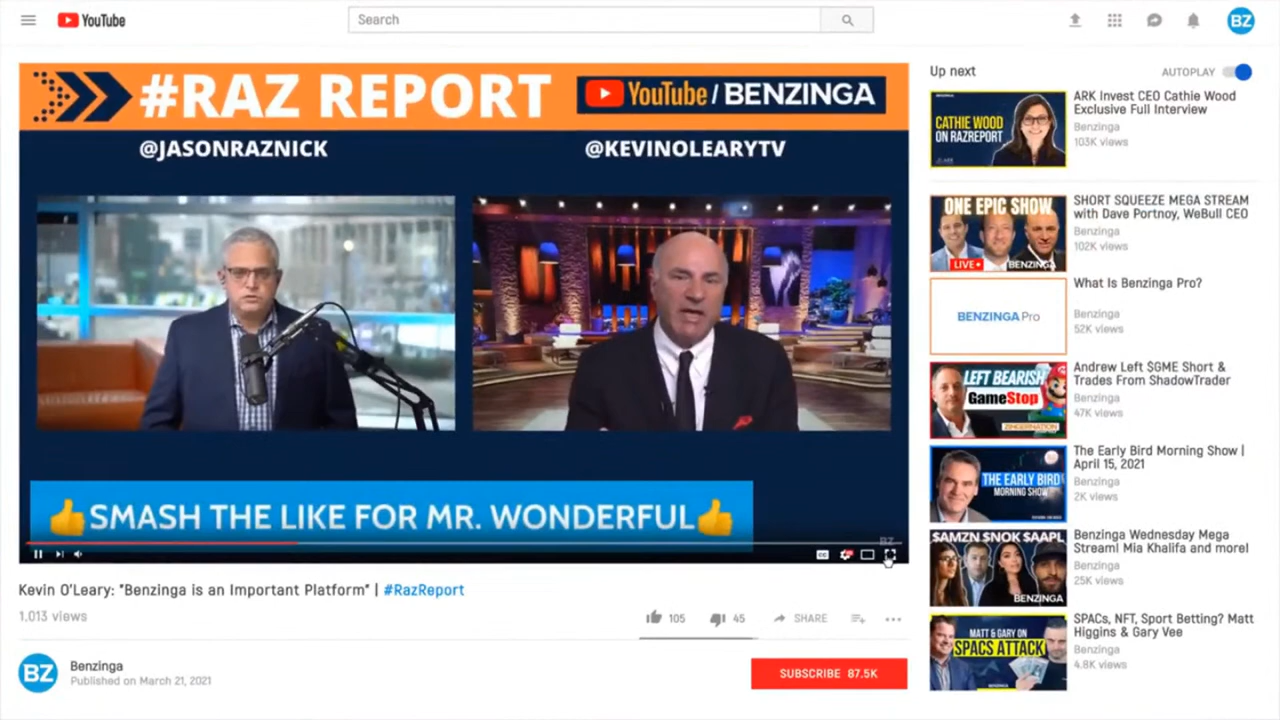 YouTube
Search
BZ
#RAZ REPORT
YouTube / BENZINGA
@JASONRAZNICK
@KEVINOLEARYTV
SMASH THE LIKE FOR MR. WONDERFUL
BZ
CC
Kevin O'Leary: "Benzinga is an Important Platform" | #RazReport
1.013 views
105
45
SHARE
BZ
Benzinga
Published on March 21, 2021
SUBSCRIBE 87.5K
Up next
AUTOPLAY
BENZINGA
CATHIE WOOD
ON RAZREPORT
ARK Invest CEO Cathie Wood
Exclusive Full Interview
Benzinga
103K views
ONE EPIC SHOW
LIVE
BENZINGA
SHORT SQUEEZE MEGA STREAM
with Dave Portnoy, WeBull CEO
Benzinga
102K views
BENZINGA Pro
What Is Benzinga Pro?
Benzinga
52K views
LEFT BEARISH
GameStop
ZINGERNATION
Andrew Left $GME Short &
Trades From ShadowTrader
Benzinga
47K views
THE EARLY BIRD
MORNING SHOW
The Early Bird Morning Show |
April 15, 2021
Benzinga
2K views
$AMZN $NOK $AAPL
BENZINGA
Benzinga Wednesday Mega
Stream! Mia Khalifa and more!
Benzinga
25K views
MATT & GARY ON
SPACS ATTACK
BENZINGA
SPACs, NFT, Sport Betting? Matt
Higgins & Gary Vee
Benzinga
4.8K views